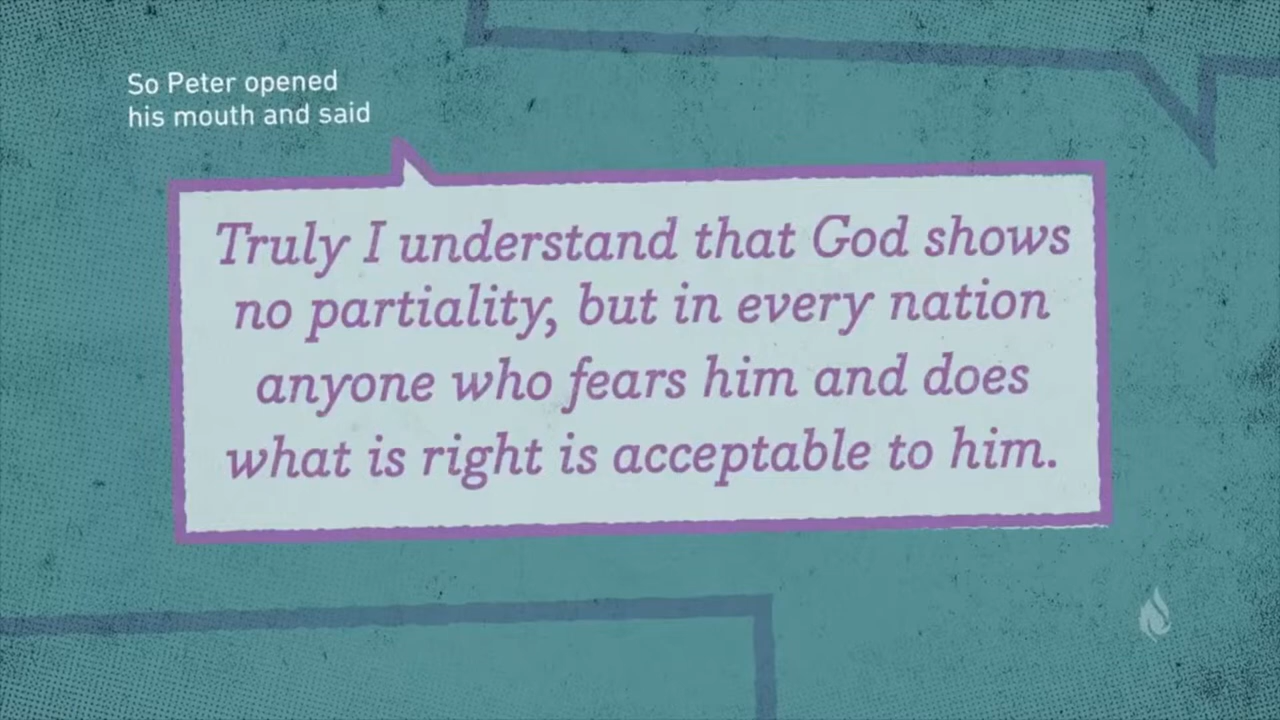 So Peter opened
his mouth and said
Truly I understand that God shows
no partiality, but in every nation
anyone who fears him and does
what is right is acceptable to him.